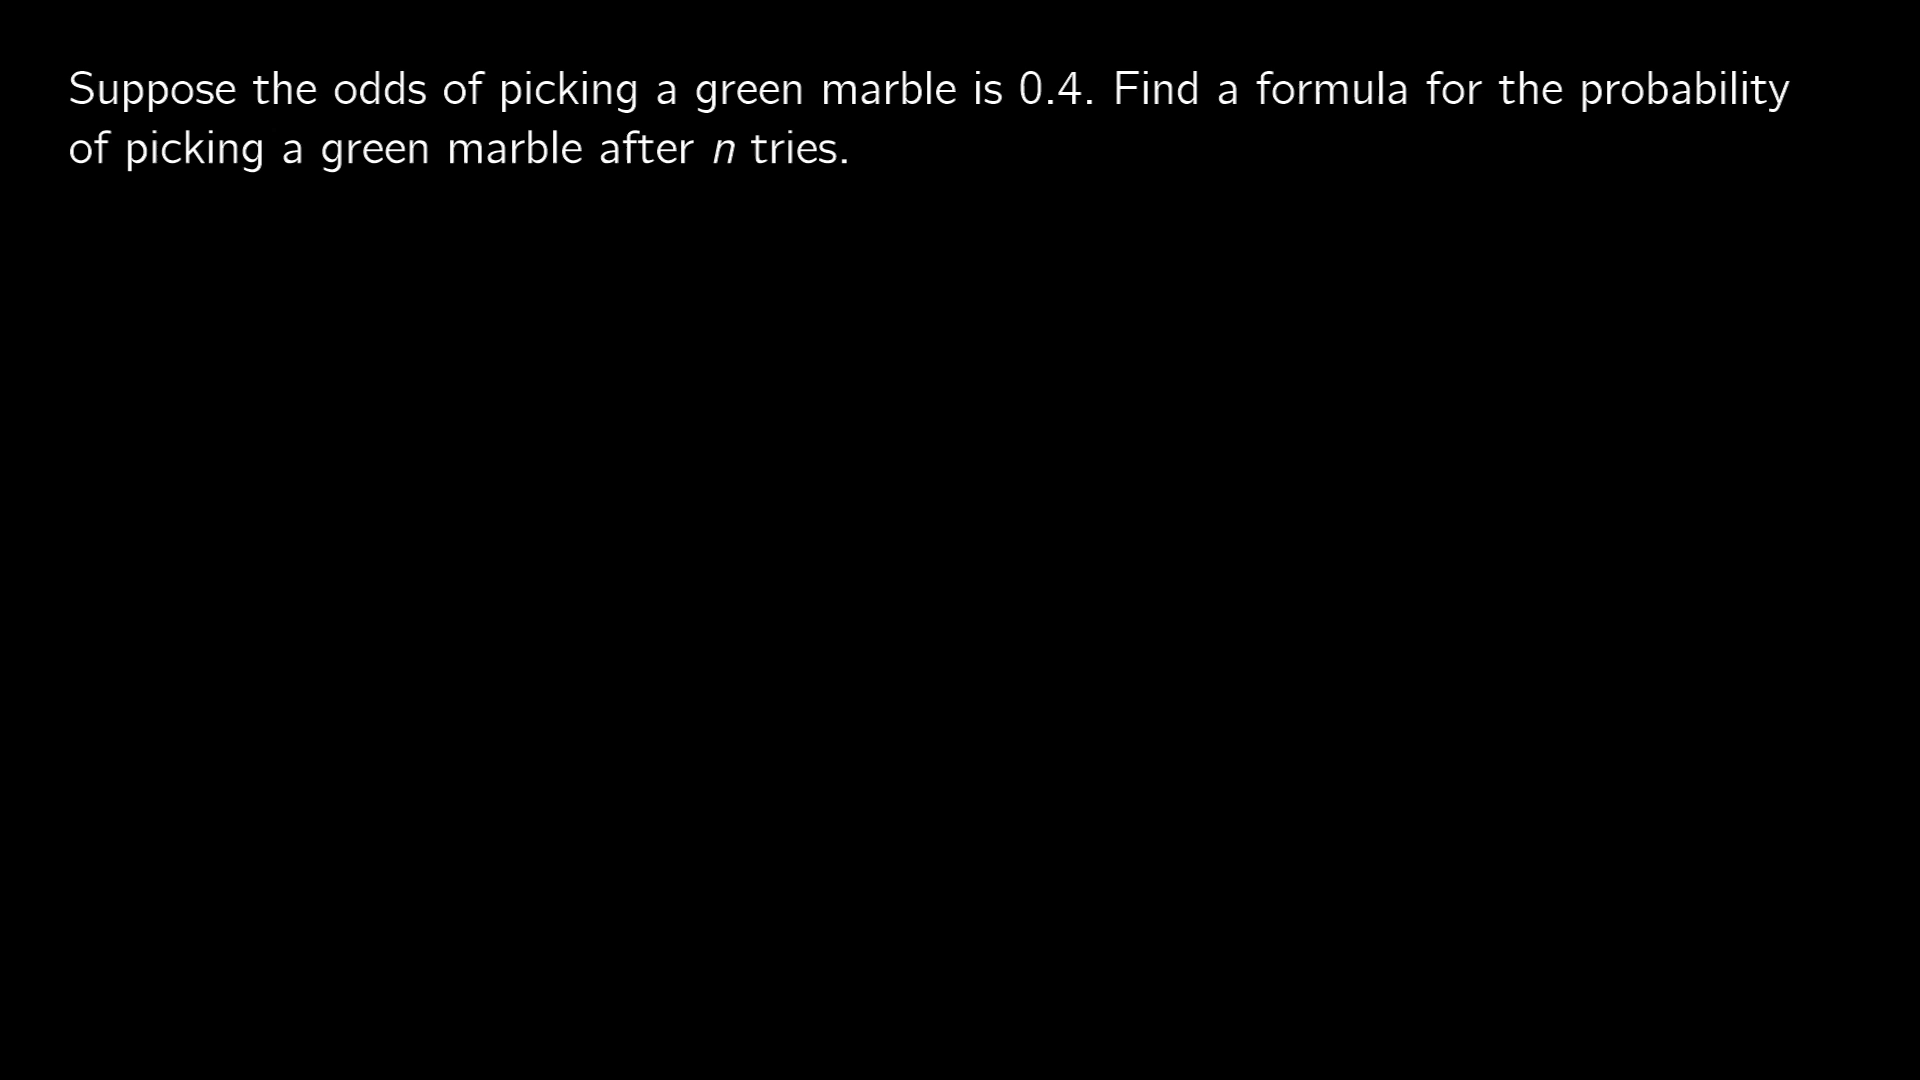 Suppose the odds of picking a green marble is 0.4. Find a formula for the probability
of picking a green marble after n tries.